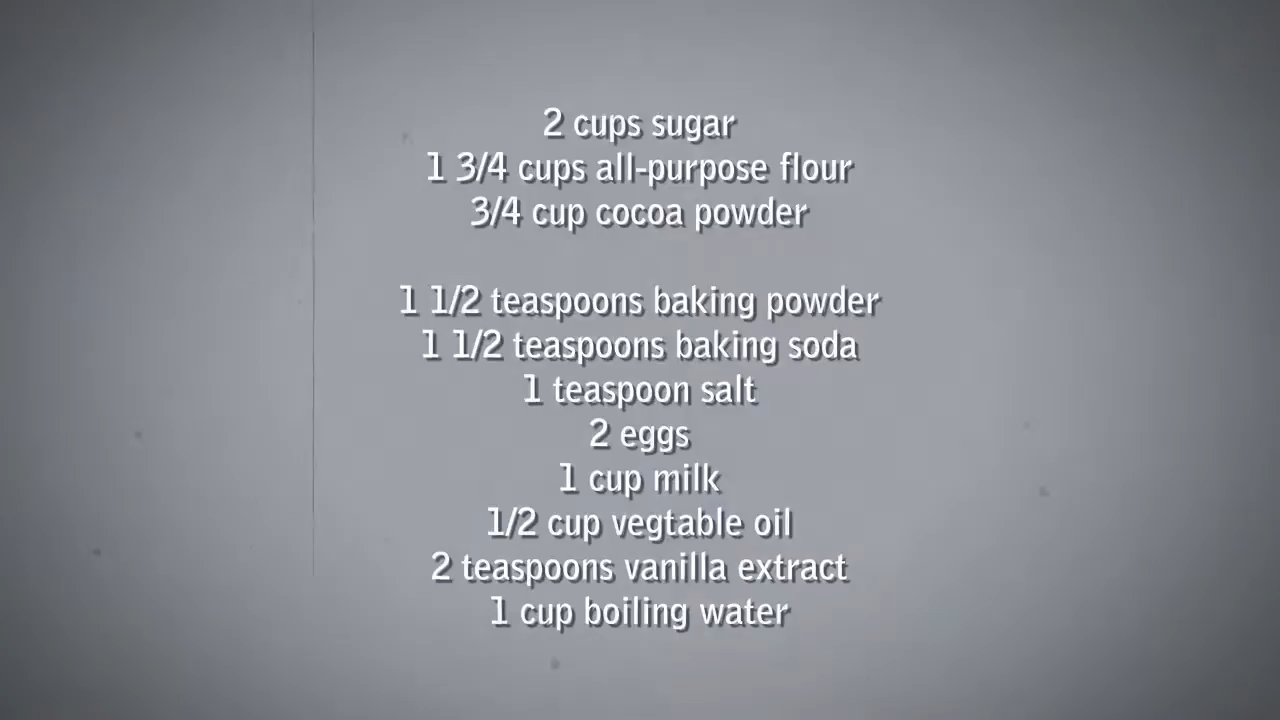 2 cups sugar
1 3/4 cups all-purpose flour
3/4 cup cocoa powder
1 1/2 teaspoons baking powder
1 1/2 teaspoons baking soda
1 teaspoon salt
2 eggs
1 cup milk
1/2 cup vegtable oil
2 teaspoons vanilla extract
1 cup boiling water